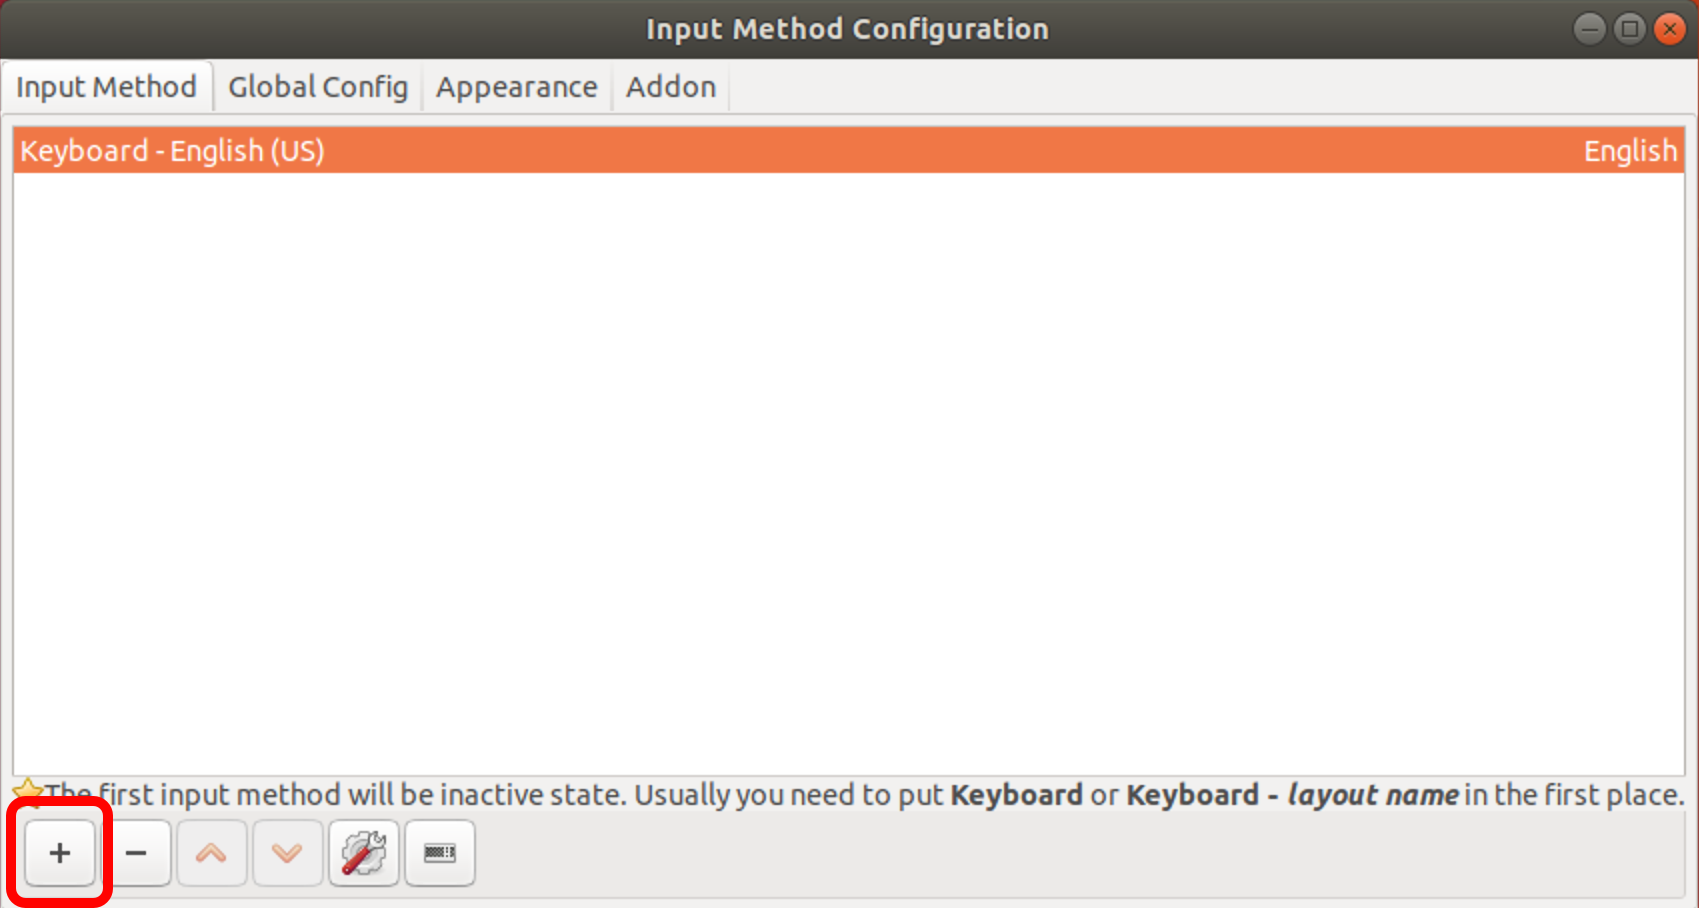 Input Method Configuration
Input Method Global Config Appearance Addon
Keyboard - English (US) English
The first input method will be inactive state. Usually you need to put Keyboard or Keyboard - layout name in the first place.